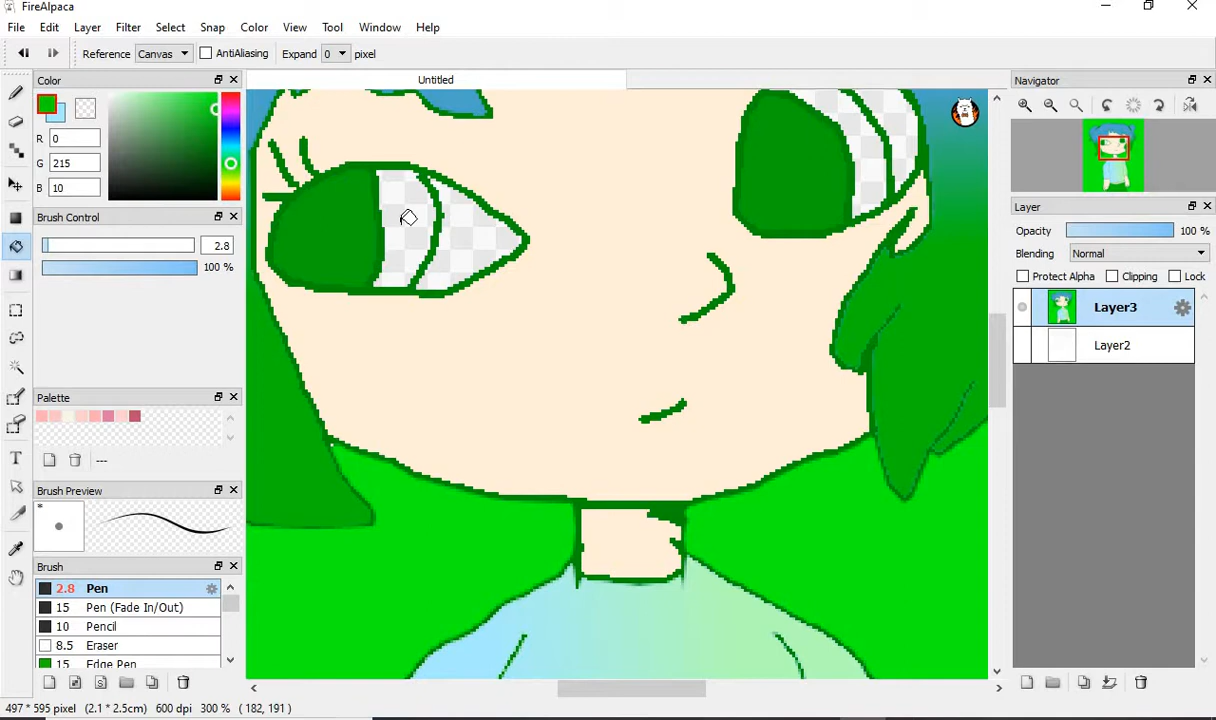 FireAlpaca
File Edit Layer Filter Select Snap Color View Tool Window Help
Reference Canvas AntiAliasing Expand 0 pixel
Color
Untitled
Navigator
R 0
G 215
B 10
Brush Control
2.8
100 %
Layer
Opacity 100 %
Blending Normal
Protect Alpha Clipping Lock
Layer3
Layer2
Palette
---
Brush Preview
*
Brush
2.8 Pen
15 Pen (Fade In/Out)
10 Pencil
8.5 Eraser
15 Edge Pen
497 * 595 pixel (2.1 * 2.5cm) 600 dpi 300 % ( 182, 191 )